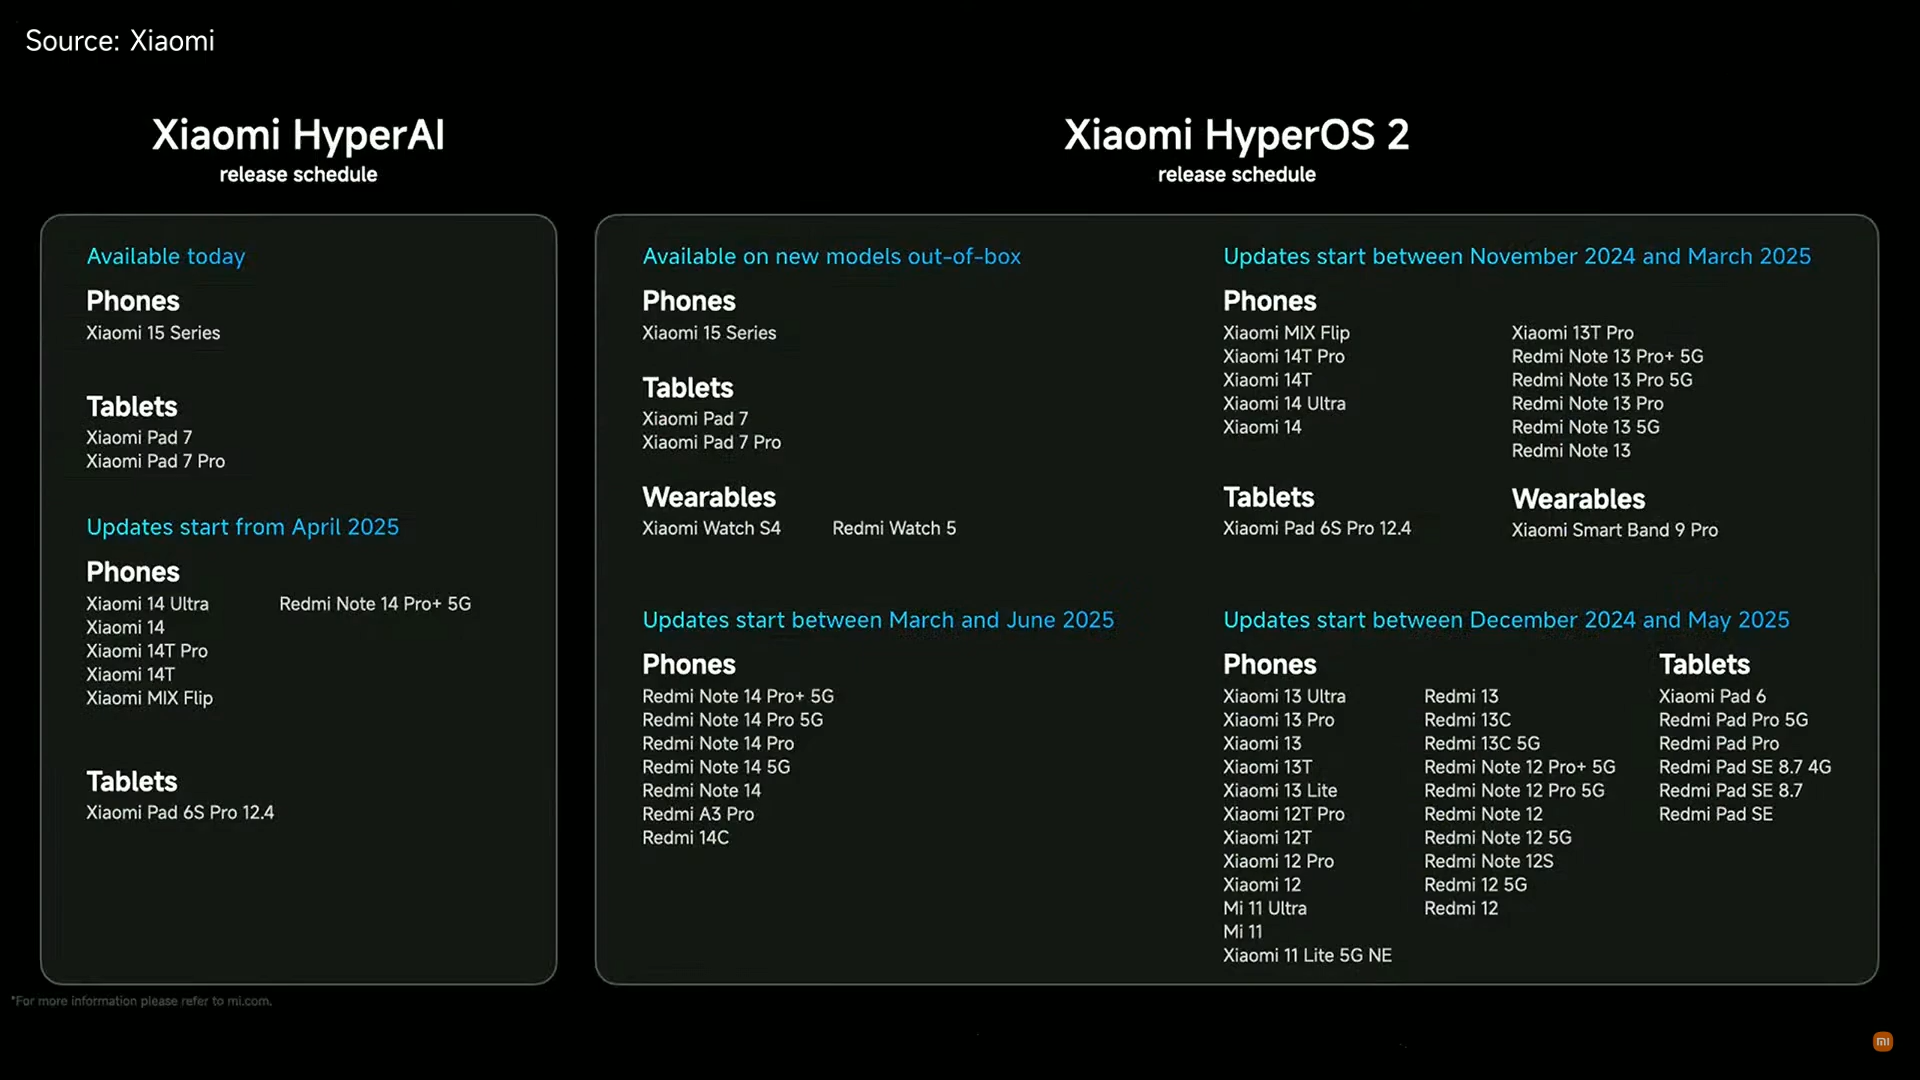 Source: Xiaomi
Xiaomi HyperAI
release schedule
Available today
Phones
Xiaomi 15 Series
Tablets
Xiaomi Pad 7
Xiaomi Pad 7 Pro
Updates start from April 2025
Phones
Xiaomi 14 Ultra
Xiaomi 14
Xiaomi 14T Pro
Xiaomi 14T
Xiaomi MIX Flip
Redmi Note 14 Pro+ 5G
Tablets
Xiaomi Pad 6S Pro 12.4
Xiaomi HyperOS 2
release schedule
Available on new models out-of-box
Phones
Xiaomi 15 Series
Tablets
Xiaomi Pad 7
Xiaomi Pad 7 Pro
Wearables
Xiaomi Watch S4
Redmi Watch 5
Updates start between November 2024 and March 2025
Phones
Xiaomi MIX Flip
Xiaomi 14T Pro
Xiaomi 14T
Xiaomi 14 Ultra
Xiaomi 14
Xiaomi 13T Pro
Redmi Note 13 Pro+ 5G
Redmi Note 13 Pro 5G
Redmi Note 13 Pro
Redmi Note 13 5G
Redmi Note 13
Tablets
Xiaomi Pad 6S Pro 12.4
Wearables
Xiaomi Smart Band 9 Pro
Updates start between March and June 2025
Phones
Redmi Note 14 Pro+ 5G
Redmi Note 14 Pro 5G
Redmi Note 14 Pro
Redmi Note 14 5G
Redmi Note 14
Redmi A3 Pro
Redmi 14C
Updates start between December 2024 and May 2025
Phones
Xiaomi 13 Ultra
Xiaomi 13 Pro
Xiaomi 13
Xiaomi 13T
Xiaomi 13 Lite
Xiaomi 12T Pro
Xiaomi 12T
Xiaomi 12 Pro
Xiaomi 12
Mi 11 Ultra
Mi 11
Xiaomi 11 Lite 5G NE
Redmi 13
Redmi 13C
Redmi 13C 5G
Redmi Note 12 Pro+ 5G
Redmi Note 12 Pro 5G
Redmi Note 12
Redmi Note 12 5G
Redmi Note 12S
Redmi 12 5G
Redmi 12
Tablets
Xiaomi Pad 6
Redmi Pad Pro 5G
Redmi Pad Pro
Redmi Pad SE 8.7 4G
Redmi Pad SE 8.7
Redmi Pad SE
*For more information please refer to mi.com.
mi